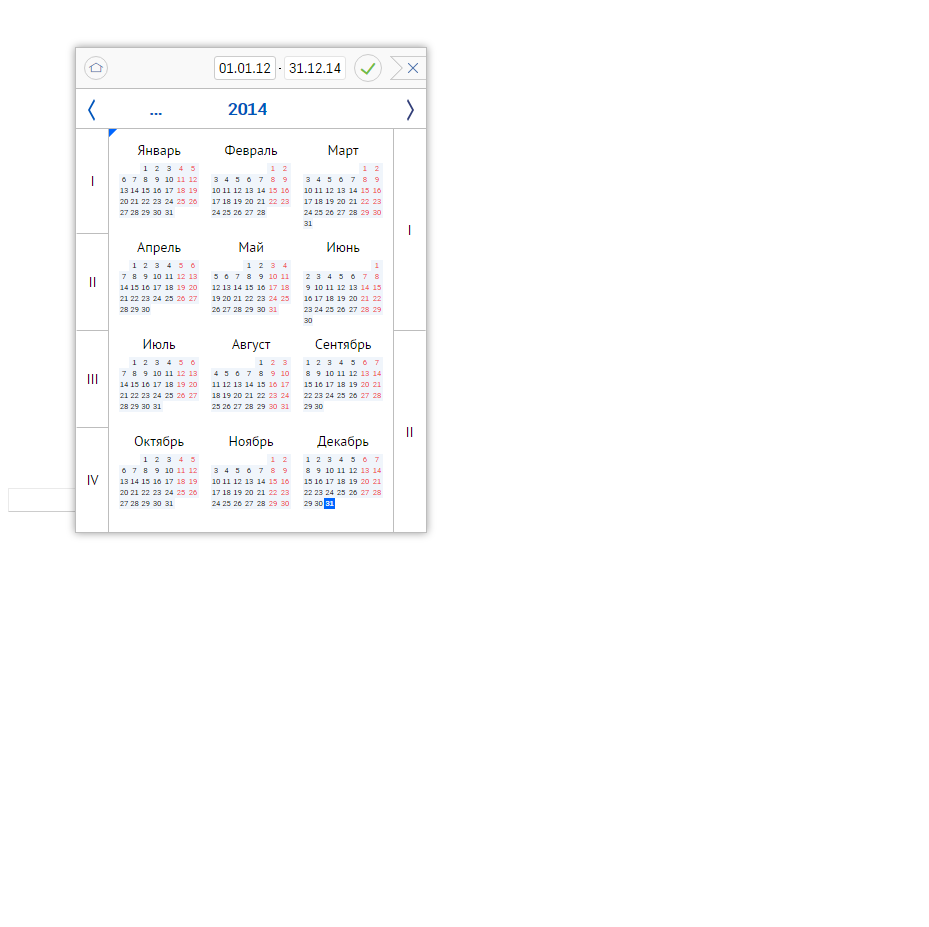 01.01.12 - 31.12.14
... 2014
Январь Февраль Март
1 2 3 4 5 1 2 1 2
I 6 7 8 9 10 11 12 3 4 5 6 7 8 9 3 4 5 6 7 8 9
13 14 15 16 17 18 19 10 11 12 13 14 15 16 10 11 12 13 14 15 16
20 21 22 23 24 25 26 17 18 19 20 21 22 23 17 18 19 20 21 22 23
27 28 29 30 31 24 25 26 27 28 24 25 26 27 28 29 30
31
I
Апрель Май Июнь
1 2 3 4 5 6 1 2 3 4 1
7 8 9 10 11 12 13 5 6 7 8 9 10 11 2 3 4 5 6 7 8
II 14 15 16 17 18 19 20 12 13 14 15 16 17 18 9 10 11 12 13 14 15
21 22 23 24 25 26 27 19 20 21 22 23 24 25 16 17 18 19 20 21 22
28 29 30 26 27 28 29 30 31 23 24 25 26 27 28 29
30
Июль Август Сентябрь
1 2 3 4 5 6 1 2 3 1 2 3 4 5 6 7
III 7 8 9 10 11 12 13 4 5 6 7 8 9 10 8 9 10 11 12 13 14
14 15 16 17 18 19 20 11 12 13 14 15 16 17 15 16 17 18 19 20 21
21 22 23 24 25 26 27 18 19 20 21 22 23 24 22 23 24 25 26 27 28
28 29 30 31 25 26 27 28 29 30 31 29 30
II
Октябрь Ноябрь Декабрь
1 2 3 4 5 1 2 1 2 3 4 5 6 7
6 7 8 9 10 11 12 3 4 5 6 7 8 9 8 9 10 11 12 13 14
IV 13 14 15 16 17 18 19 10 11 12 13 14 15 16 15 16 17 18 19 20 21
20 21 22 23 24 25 26 17 18 19 20 21 22 23 22 23 24 25 26 27 28
27 28 29 30 31 24 25 26 27 28 29 30 29 30 31